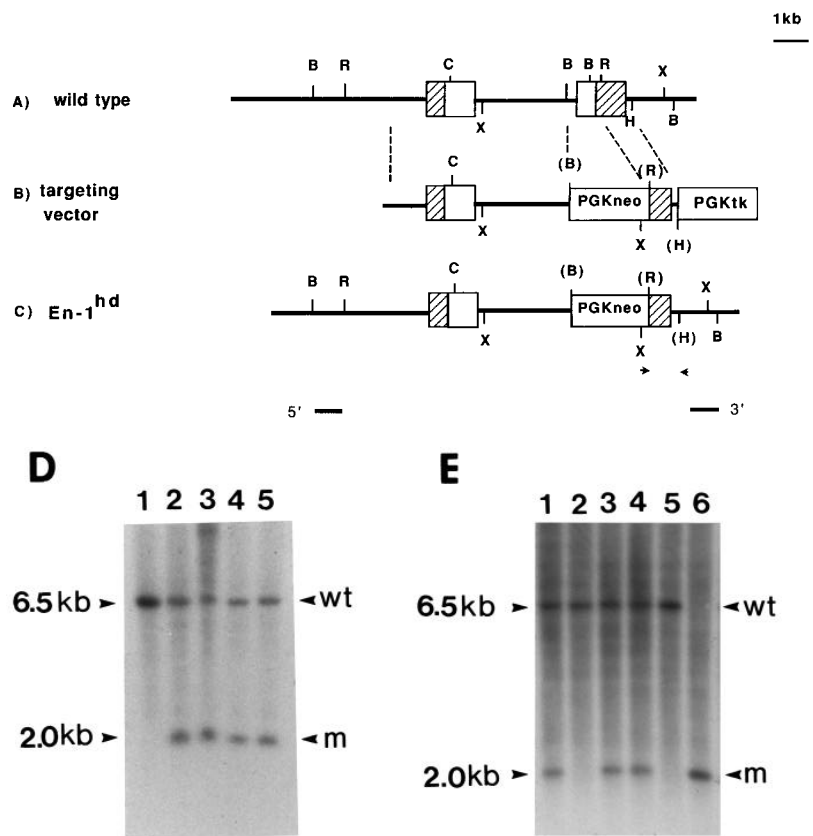 1kb
B R C B B R X
A) wild type
X H B
C (B) (R)
B) targeting vector
PGKneo PGKtk
X X (H)
B R C (B) (R) X
C) En-1hd
PGKneo
X X (H) B
5' 3'
D
1 2 3 4 5
6.5kb wt
2.0kb m
E
1 2 3 4 5 6
6.5kb wt
2.0kb m